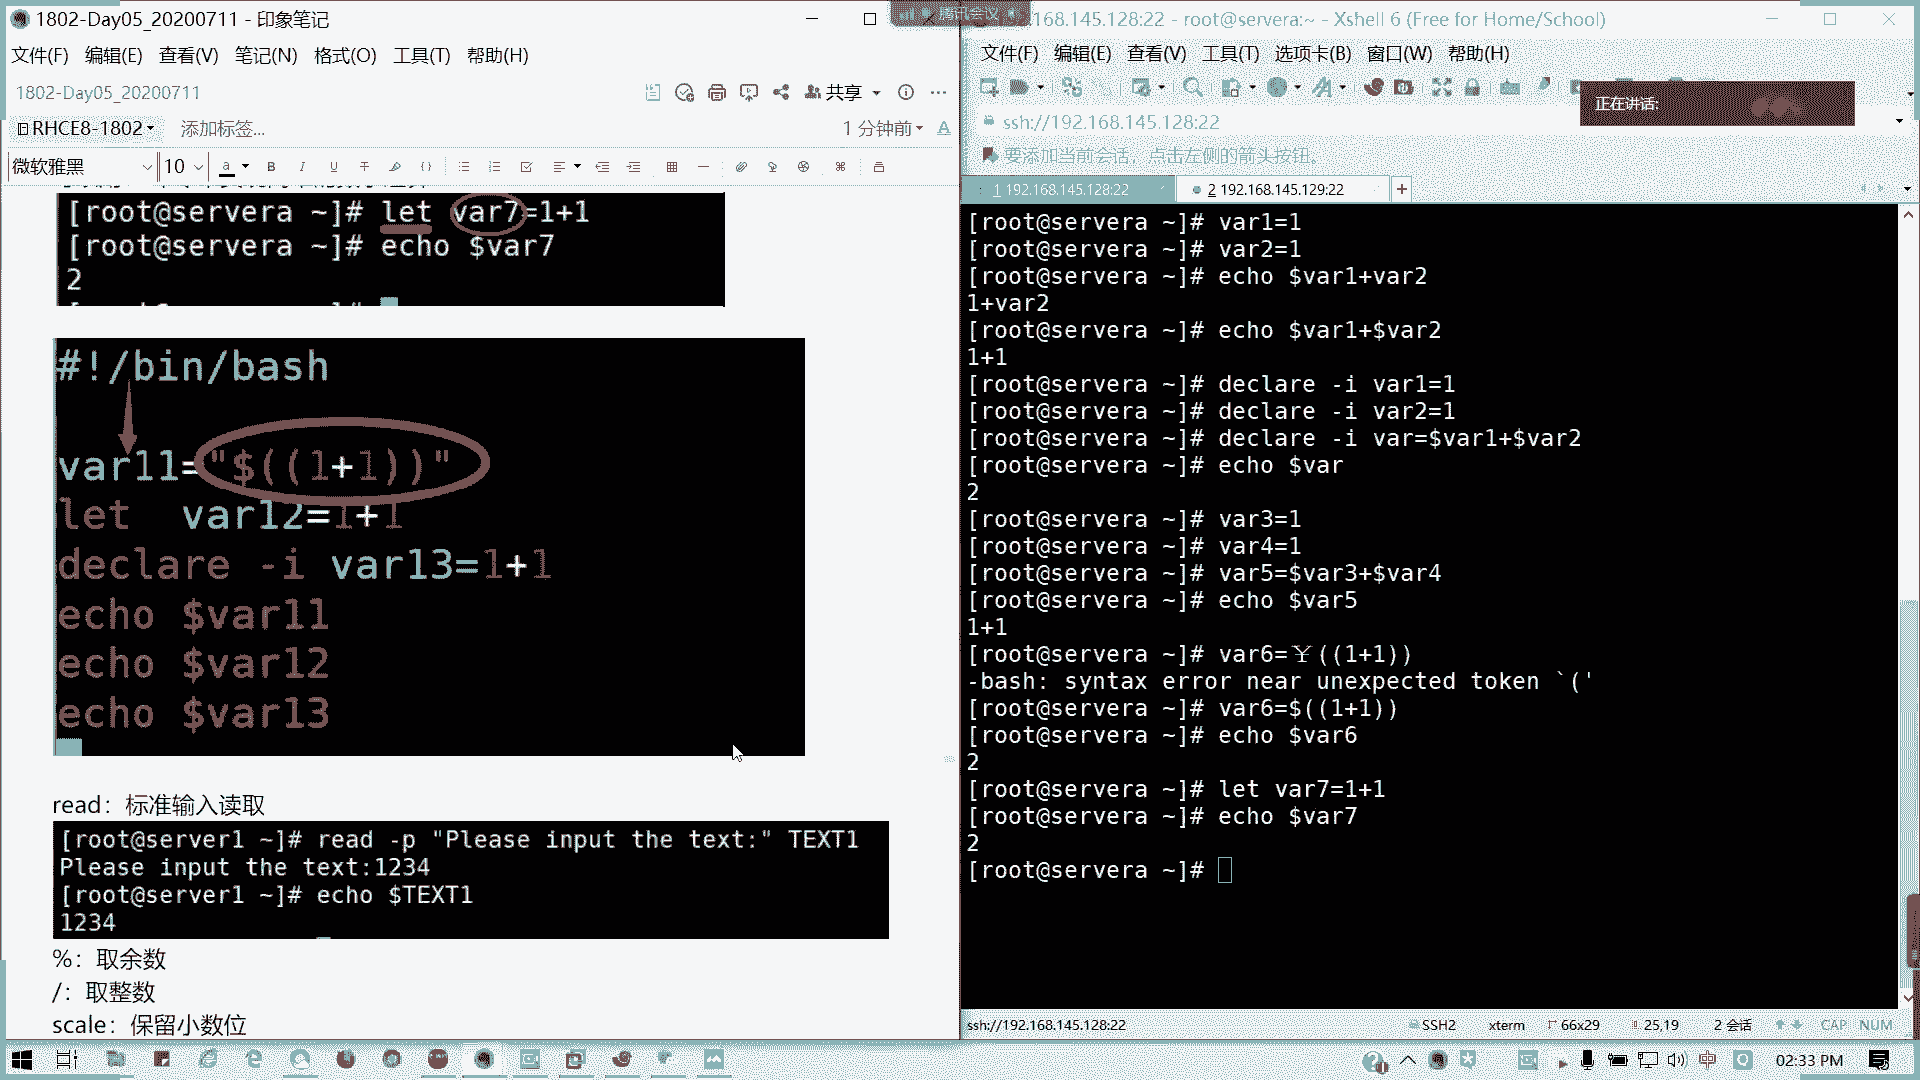 1802-Day05_20200711 - 印象笔记
文件(F) 编辑(E) 查看(V) 笔记(N) 格式(O) 工具(T) 帮助(H)
1802-Day05_20200711
共享
RHCE8-1802
添加标签...
1 分钟前
微软雅黑 10
[root@servera ~]# let var7=1+1
[root@servera ~]# echo $var7
2
#!/bin/bash
var11="$((1+1))"
let  var12=1+1
declare -i var13=1+1
echo $var11
echo $var12
echo $var13
read：标准输入读取
[root@server1 ~]# read -p "Please input the text:" TEXT1
Please input the text:1234
[root@server1 ~]# echo $TEXT1
1234
%：取余数
/：取整数
scale：保留小数位
腾讯会议
.168.145.128:22 - root@servera:~ - Xshell 6 (Free for Home/School)
文件(F) 编辑(E) 查看(V) 工具(T) 选项卡(B) 窗口(W) 帮助(H)
正在讲话:
ssh://192.168.145.128:22
要添加当前会话，点击左侧的箭头按钮。
1 192.168.145.128:22
2 192.168.145.129:22
[root@servera ~]# var1=1
[root@servera ~]# var2=1
[root@servera ~]# echo $var1+var2
1+var2
[root@servera ~]# echo $var1+$var2
1+1
[root@servera ~]# declare -i var1=1
[root@servera ~]# declare -i var2=1
[root@servera ~]# declare -i var=$var1+$var2
[root@servera ~]# echo $var
2
[root@servera ~]# var3=1
[root@servera ~]# var4=1
[root@servera ~]# var5=$var3+$var4
[root@servera ~]# echo $var5
1+1
[root@servera ~]# var6=￥((1+1))
-bash: syntax error near unexpected token `('
[root@servera ~]# var6=$((1+1))
[root@servera ~]# echo $var6
2
[root@servera ~]# let var7=1+1
[root@servera ~]# echo $var7
2
[root@servera ~]#
ssh://192.168.145.128:22
SSH2 xterm 66x29 25,19 2 会话 CAP NUM
中 02:33 PM